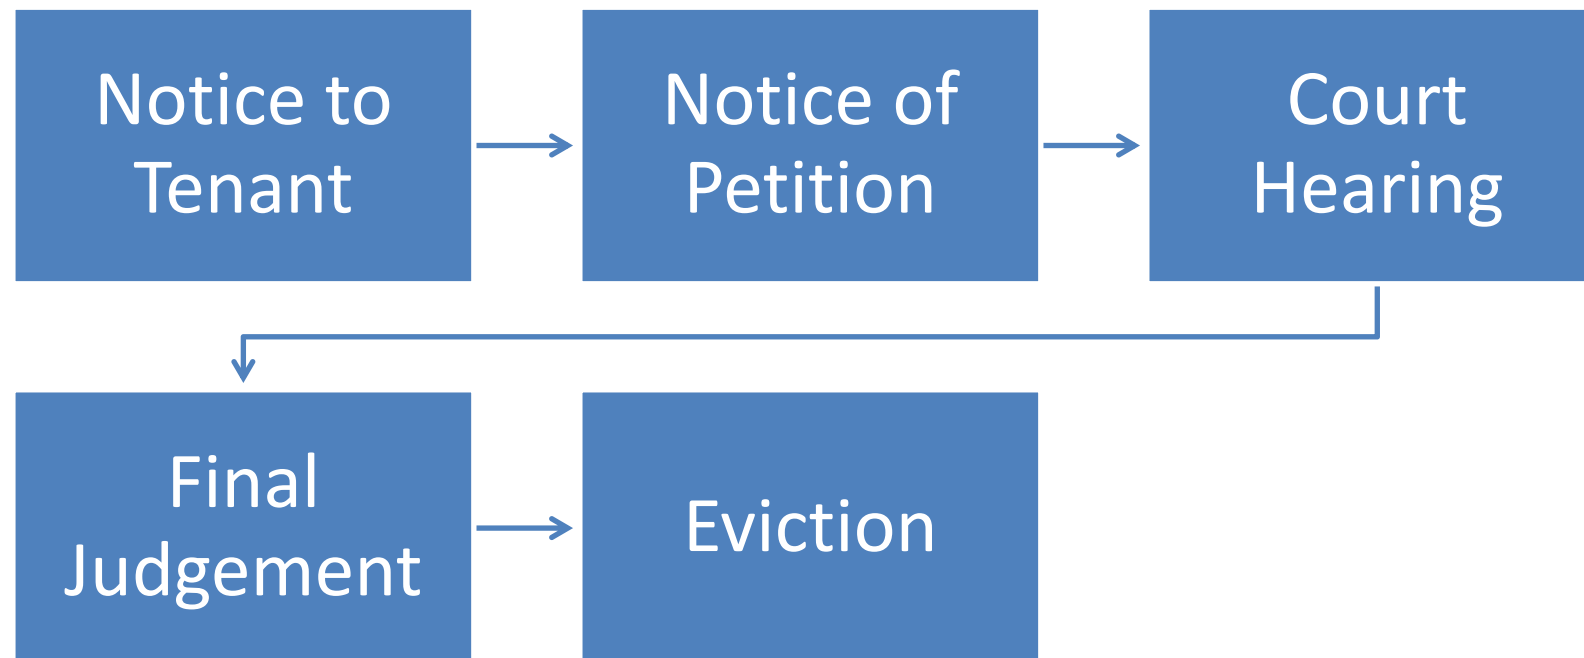 Notice to
Tenant
Notice of
Petition
Court
Hearing
Final
Judgement
Eviction